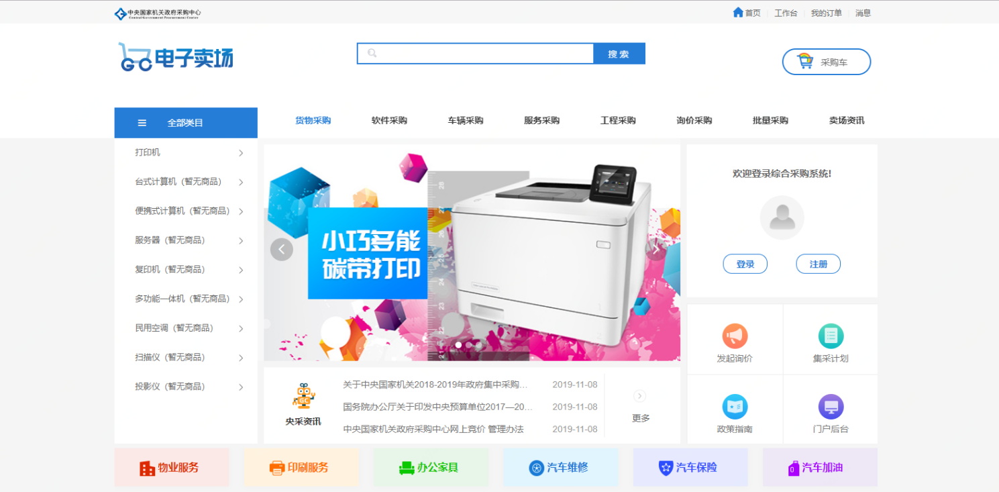 中央国家机关政府采购中心
Central Government Procurement Center
首页 工作台 我的订单 消息
GC 电子卖场
搜 索
采购车
全部类目
货物采购 软件采购 车辆采购 服务采购 工程采购 询价采购 批量采购 卖场资讯
打印机
台式计算机（暂无商品）
便携式计算机（暂无商品）
服务器（暂无商品）
复印机（暂无商品）
多功能一体机（暂无商品）
民用空调（暂无商品）
扫描仪（暂无商品）
投影仪（暂无商品）
小巧多能
碳带打印
28
27
26
25
24
23
22
21
欢迎登录综合采购系统!
登录 注册
发起询价 集采计划
政策指南 门户后台
GC
央采资讯
关于中央国家机关2018-2019年政府集中采购... 2019-11-08
国务院办公厅关于印发中央预算单位2017—20... 2019-11-08
中央国家机关政府采购中心网上竞价 管理办法 2019-11-08
更多
物业服务 印刷服务 办公家具 汽车维修 汽车保险 汽车加油